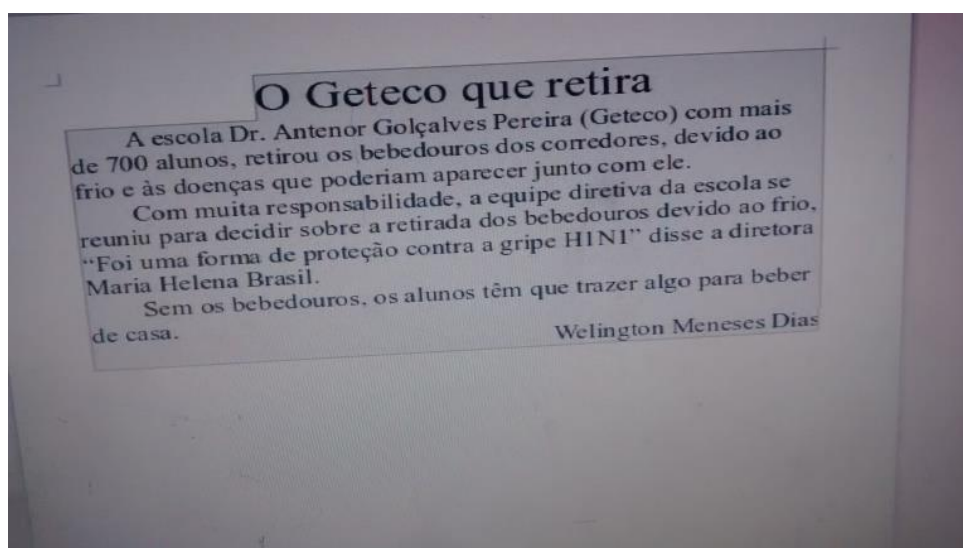 O Geteco que retira
A escola Dr. Antenor Golçalves Pereira (Geteco) com mais
de 700 alunos, retirou os bebedouros dos corredores, devido ao
frio e às doenças que poderiam aparecer junto com ele.
Com muita responsabilidade, a equipe diretiva da escola se
reuniu para decidir sobre a retirada dos bebedouros devido ao frio,
“Foi uma forma de proteção contra a gripe H1N1” disse a diretora
Maria Helena Brasil.
Sem os bebedouros, os alunos têm que trazer algo para beber
de casa.
Welington Meneses Dias